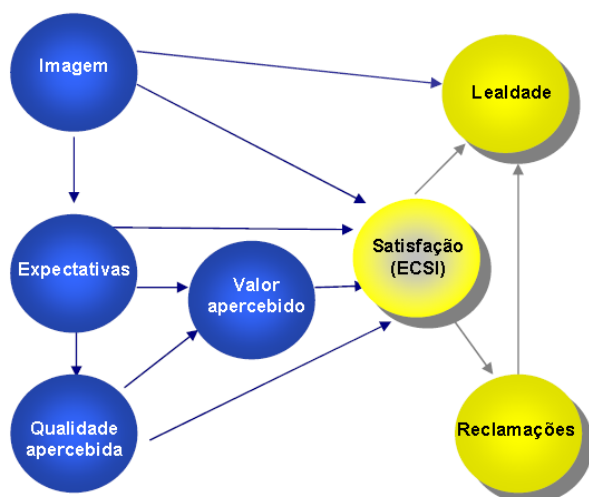 Imagem
Lealdade
Satisfação
(ECSI)
Expectativas
Valor
apercebido
Qualidade
apercebida
Reclamações